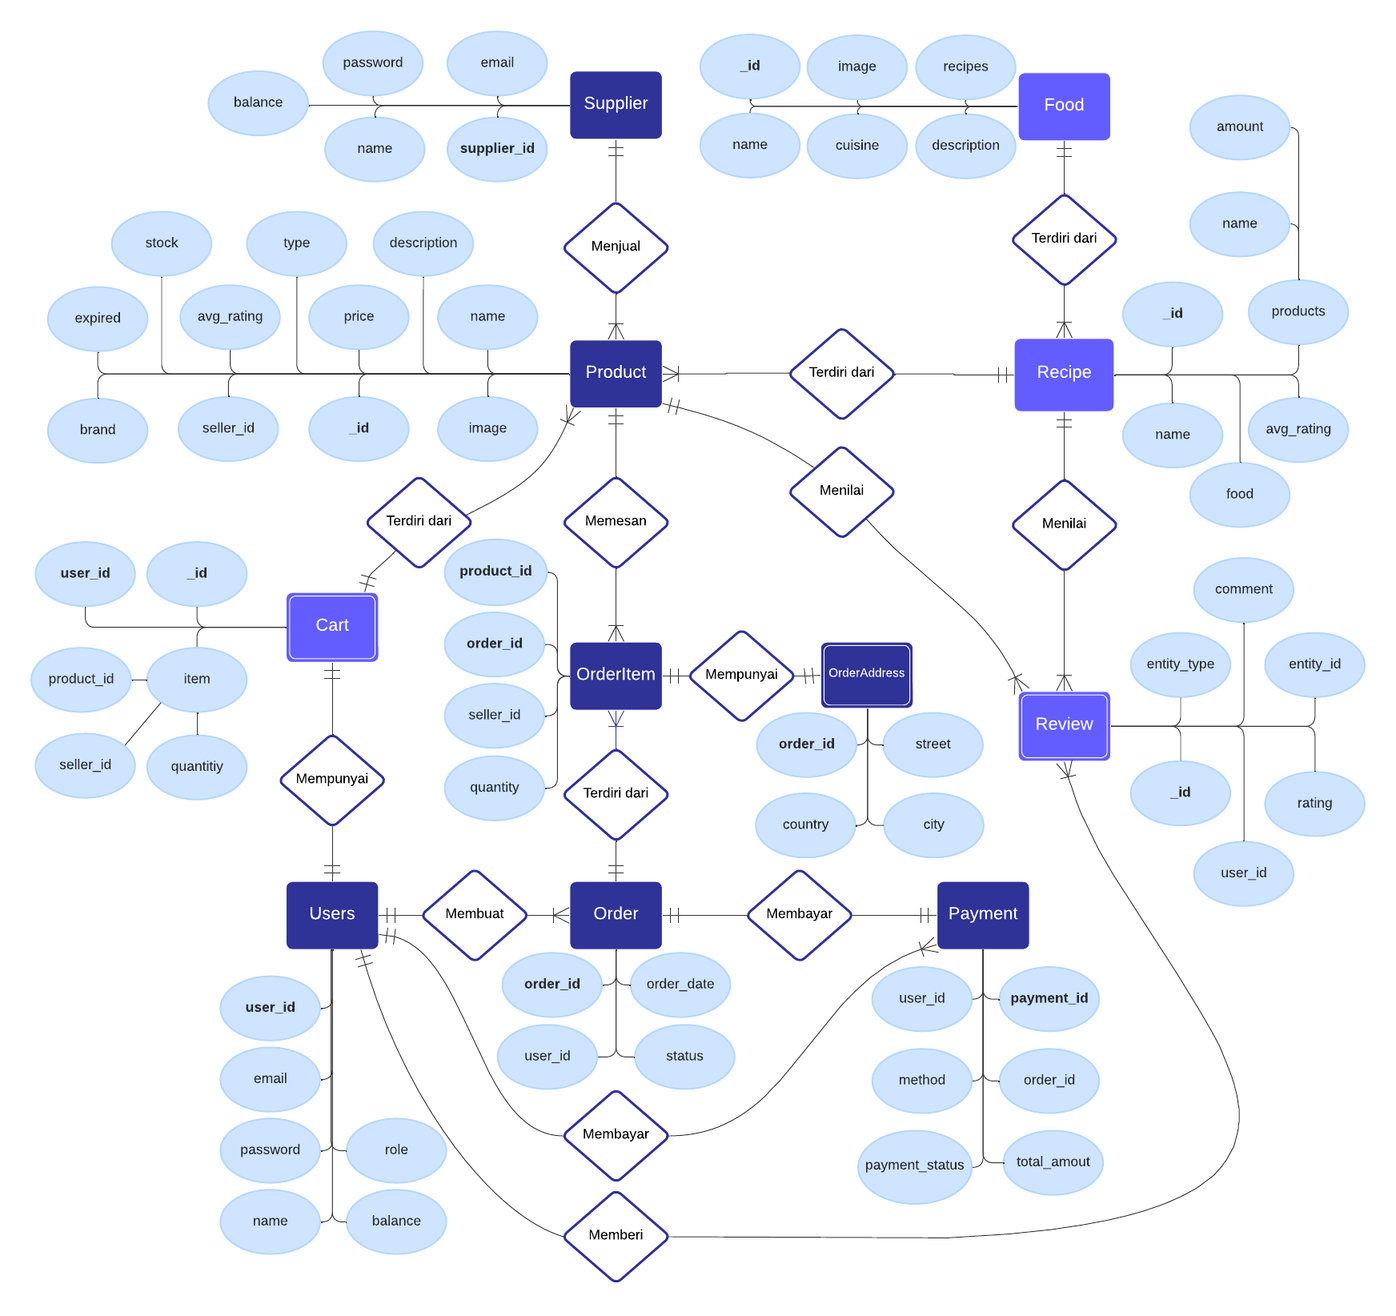 password
email
balance
Supplier
name
supplier_id
_id
image
recipes
Food
name
cuisine
description
amount
name
Menjual
Terdiri dari
stock
type
description
expired
avg_rating
price
name
Product
Terdiri dari
Recipe
_id
products
brand
seller_id
_id
image
name
avg_rating
food
Terdiri dari
Memesan
Menilai
Menilai
user_id
_id
product_id
comment
Cart
order_id
entity_type
entity_id
product_id
item
OrderItem
Mempunyai
OrderAddress
seller_id
order_id
street
Review
seller_id
quantitiy
Mempunyai
quantity
Terdiri dari
country
city
_id
rating
user_id
Users
Membuat
Order
Membayar
Payment
user_id
order_id
order_date
user_id
payment_id
email
user_id
status
method
order_id
password
role
Membayar
payment_status
total_amout
name
balance
Memberi